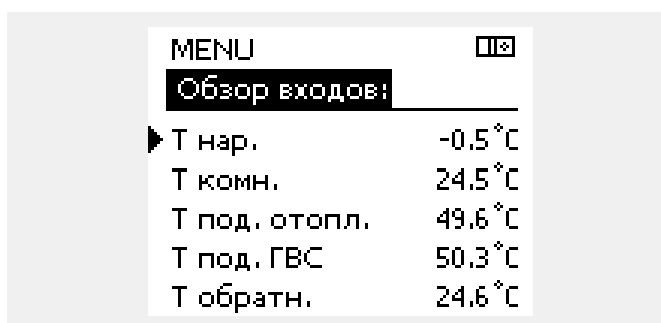 MENU
Обзор входов:
Т нар. -0.5°C
Т комн. 24.5°C
Т под. отопл. 49.6°C
Т под. ГВС 50.3°C
Т обратн. 24.6°C